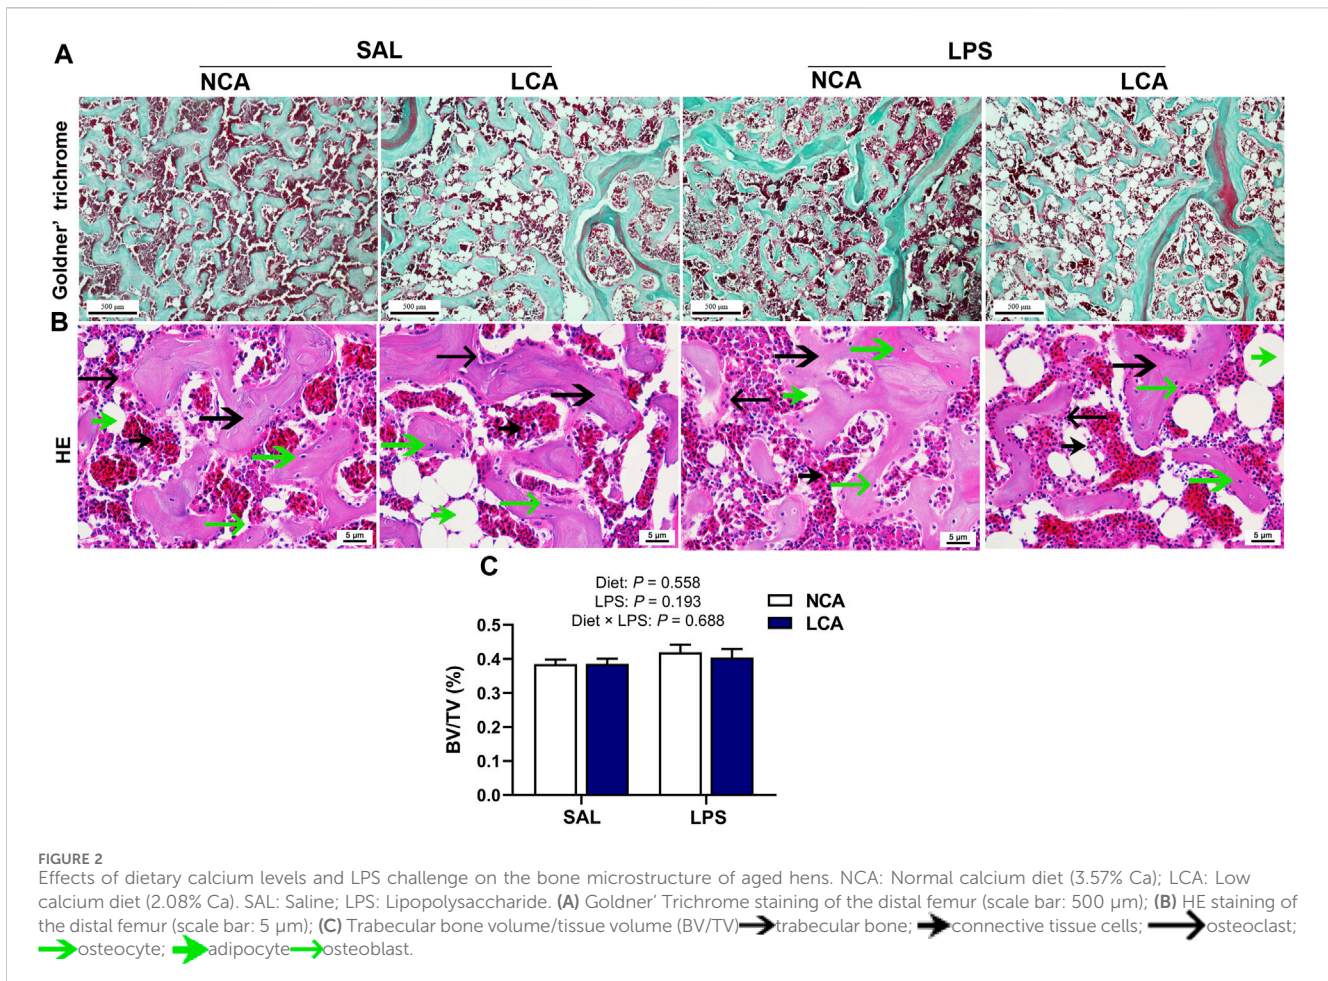 A
SAL
LPS
NCA
LCA
NCA
LCA
Goldner' trichrome
500 µm
500 µm
500 µm
500 µm
B
HE
5 µm
5 µm
5 µm
5 µm
C
Diet: P = 0.558
LPS: P = 0.193
Diet × LPS: P = 0.688
NCA
LCA
BV/TV (%)
0.5
0.4
0.3
0.2
0.1
0.0
SAL
LPS
FIGURE 2
Effects of dietary calcium levels and LPS challenge on the bone microstructure of aged hens. NCA: Normal calcium diet (3.57% Ca); LCA: Low
calcium diet (2.08% Ca). SAL: Saline; LPS: Lipopolysaccharide. (A) Goldner' Trichrome staining of the distal femur (scale bar: 500 µm); (B) HE staining of
the distal femur (scale bar: 5 µm); (C) Trabecular bone volume/tissue volume (BV/TV) trabecular bone; connective tissue cells; osteoclast;
osteocyte; adipocyte osteoblast.